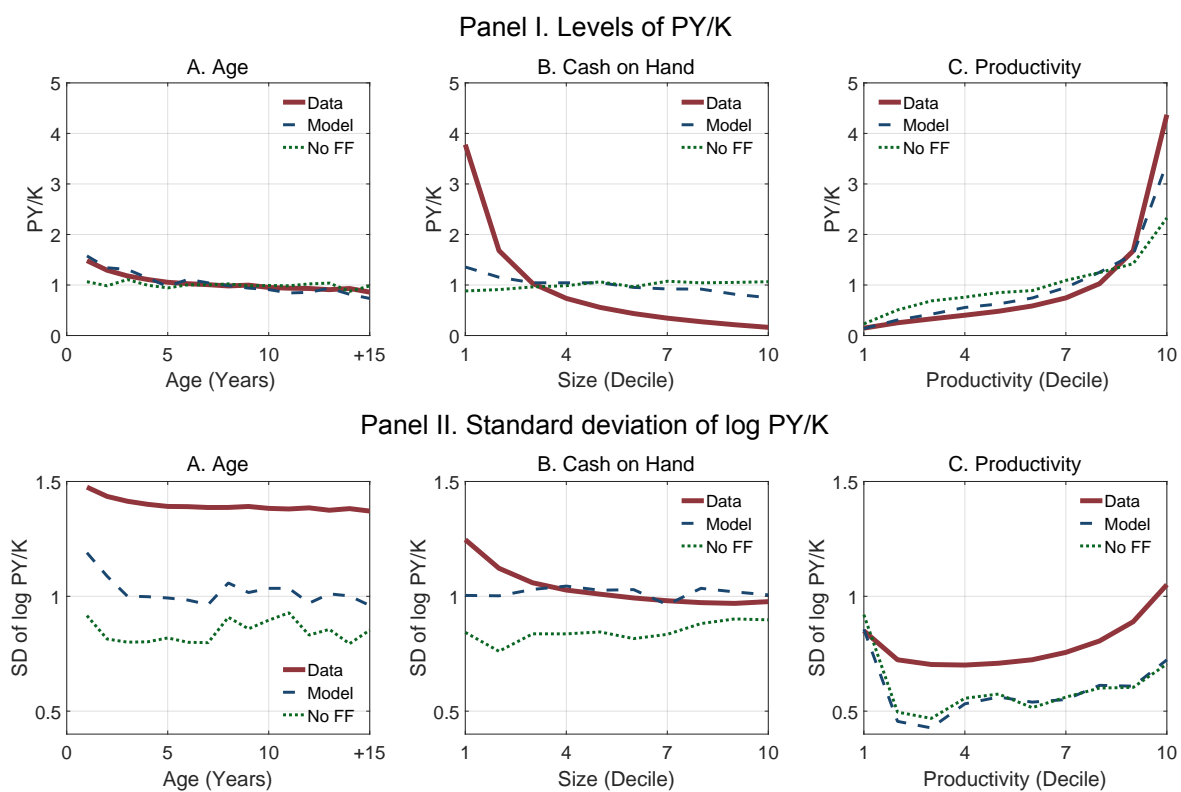 Panel I. Levels of PY/K
A. Age
PY/K
5
4
3
2
1
0
Data
Model
No FF
0
5
10
+15
Age (Years)
B. Cash on Hand
5
4
3
2
1
0
Data
Model
No FF
1
4
7
10
Size (Decile)
C. Productivity
PY/K
5
4
3
2
1
0
Data
Model
No FF
1
4
7
10
Productivity (Decile)
Panel II. Standard deviation of log PY/K
A. Age
SD of log PY/K
1.5
1
0.5
Data
Model
No FF
0
5
10
+15
Age (Years)
B. Cash on Hand
SD of log PY/K
1.5
1
0.5
Data
Model
No FF
1
4
7
10
Size (Decile)
C. Productivity
SD of log PY/K
1.5
1
0.5
Data
Model
No FF
1
4
7
10
Productivity (Decile)